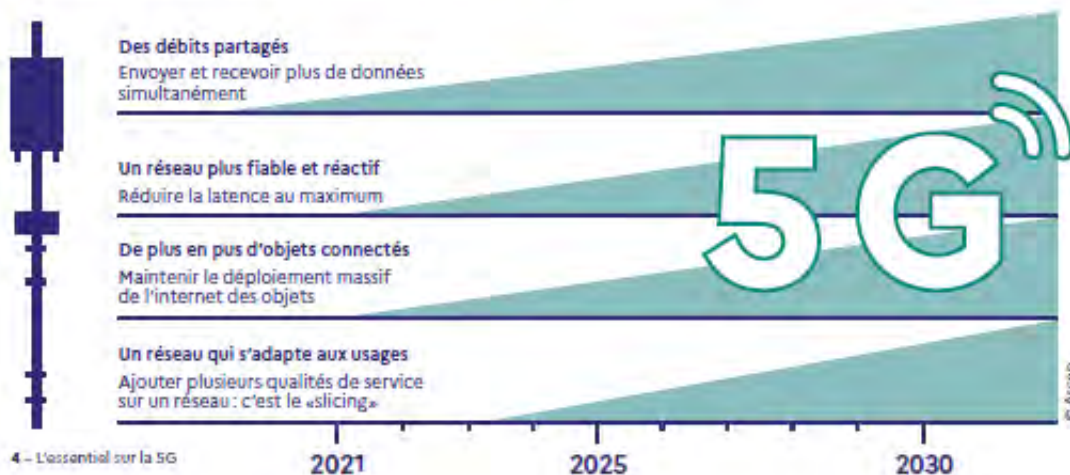 Des débits partagés
Envoyer et recevoir plus de données
simultanément
Un réseau plus fiable et réactif
Réduire la latence au maximum
De plus en pus d'objets connectés
Maintenir le déploiement massif
de l'internet des objets
Un réseau qui s'adapte aux usages
Ajouter plusieurs qualités de service
sur un réseau : c'est le «slicing»
5G
4 – L'essentiel sur la 5G
2021
2025
2030